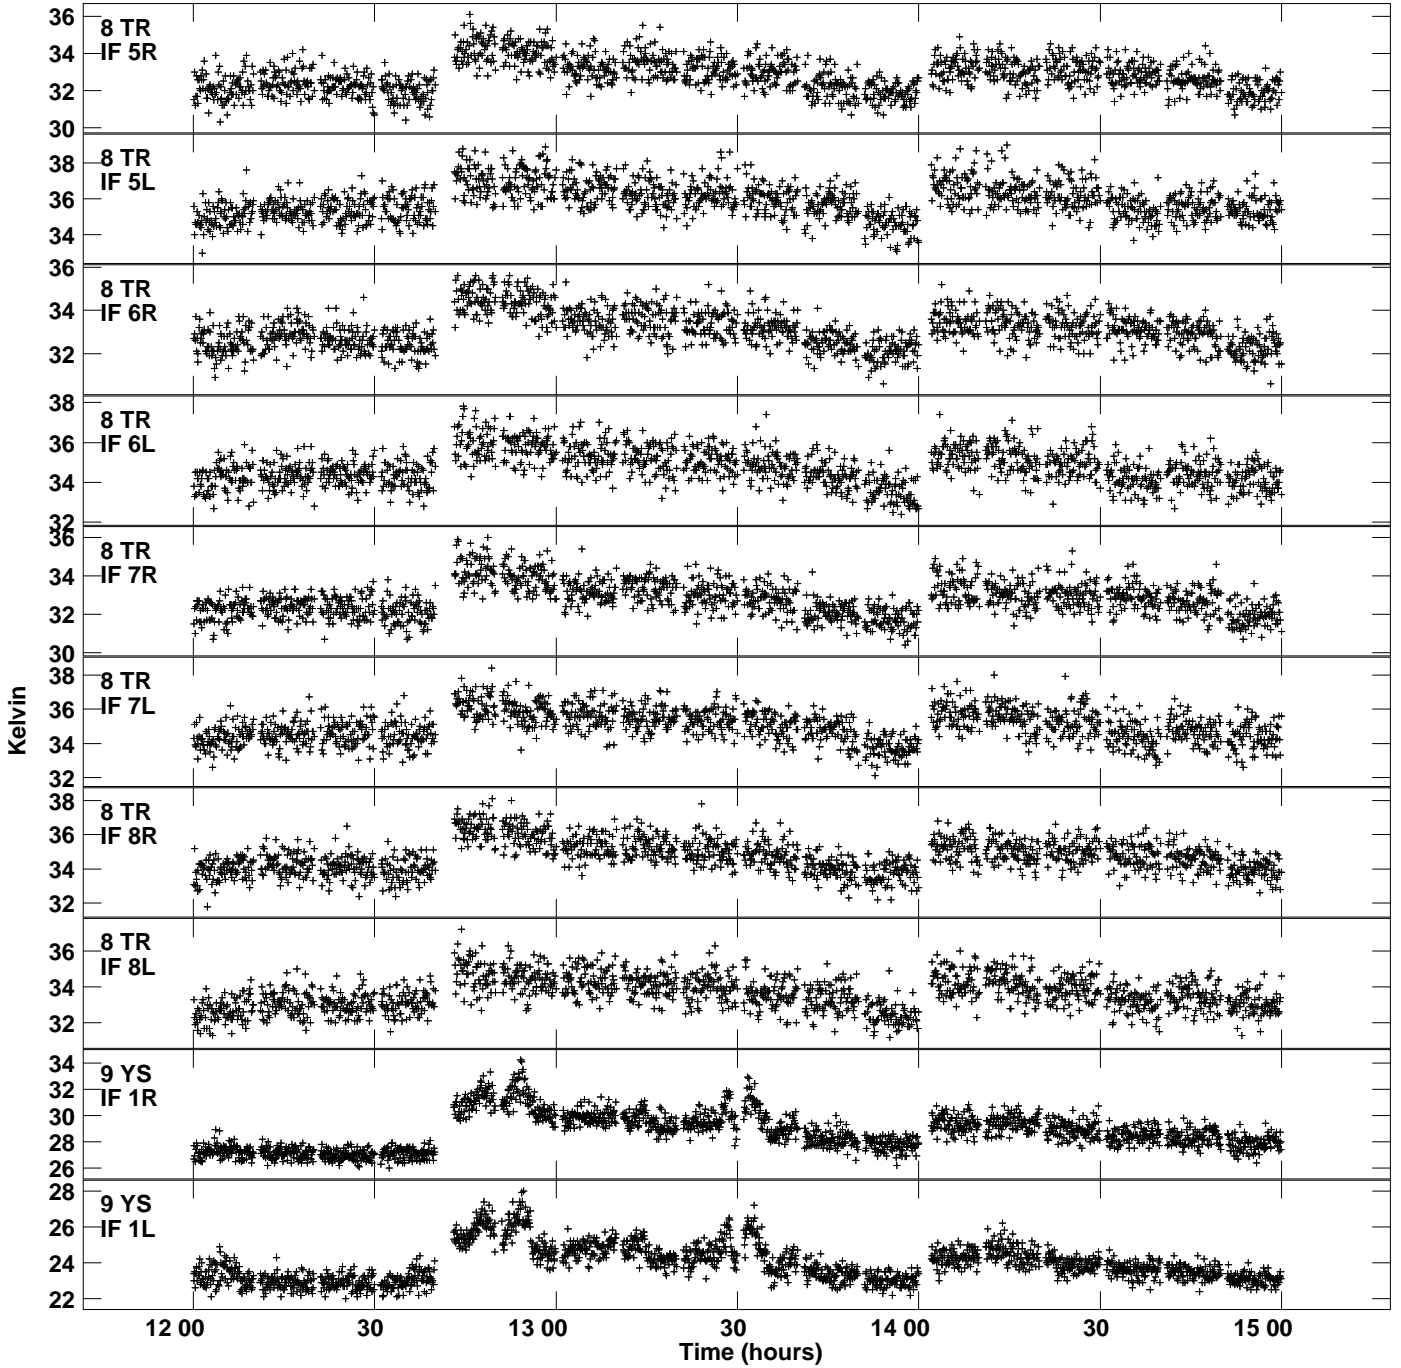 Kelvin
36
34
32
30
8 TR
IF 5R
38
36
34
8 TR
IF 5L
36
34
32
8 TR
IF 6R
38
36
34
32
8 TR
IF 6L
36
34
32
30
8 TR
IF 7R
38
36
34
32
8 TR
IF 7L
38
36
34
32
8 TR
IF 8R
36
34
32
8 TR
IF 8L
34
32
30
28
26
9 YS
IF 1R
28
26
24
22
9 YS
IF 1L
12 00 30 13 00 30 14 00 30 15 00
Time (hours)